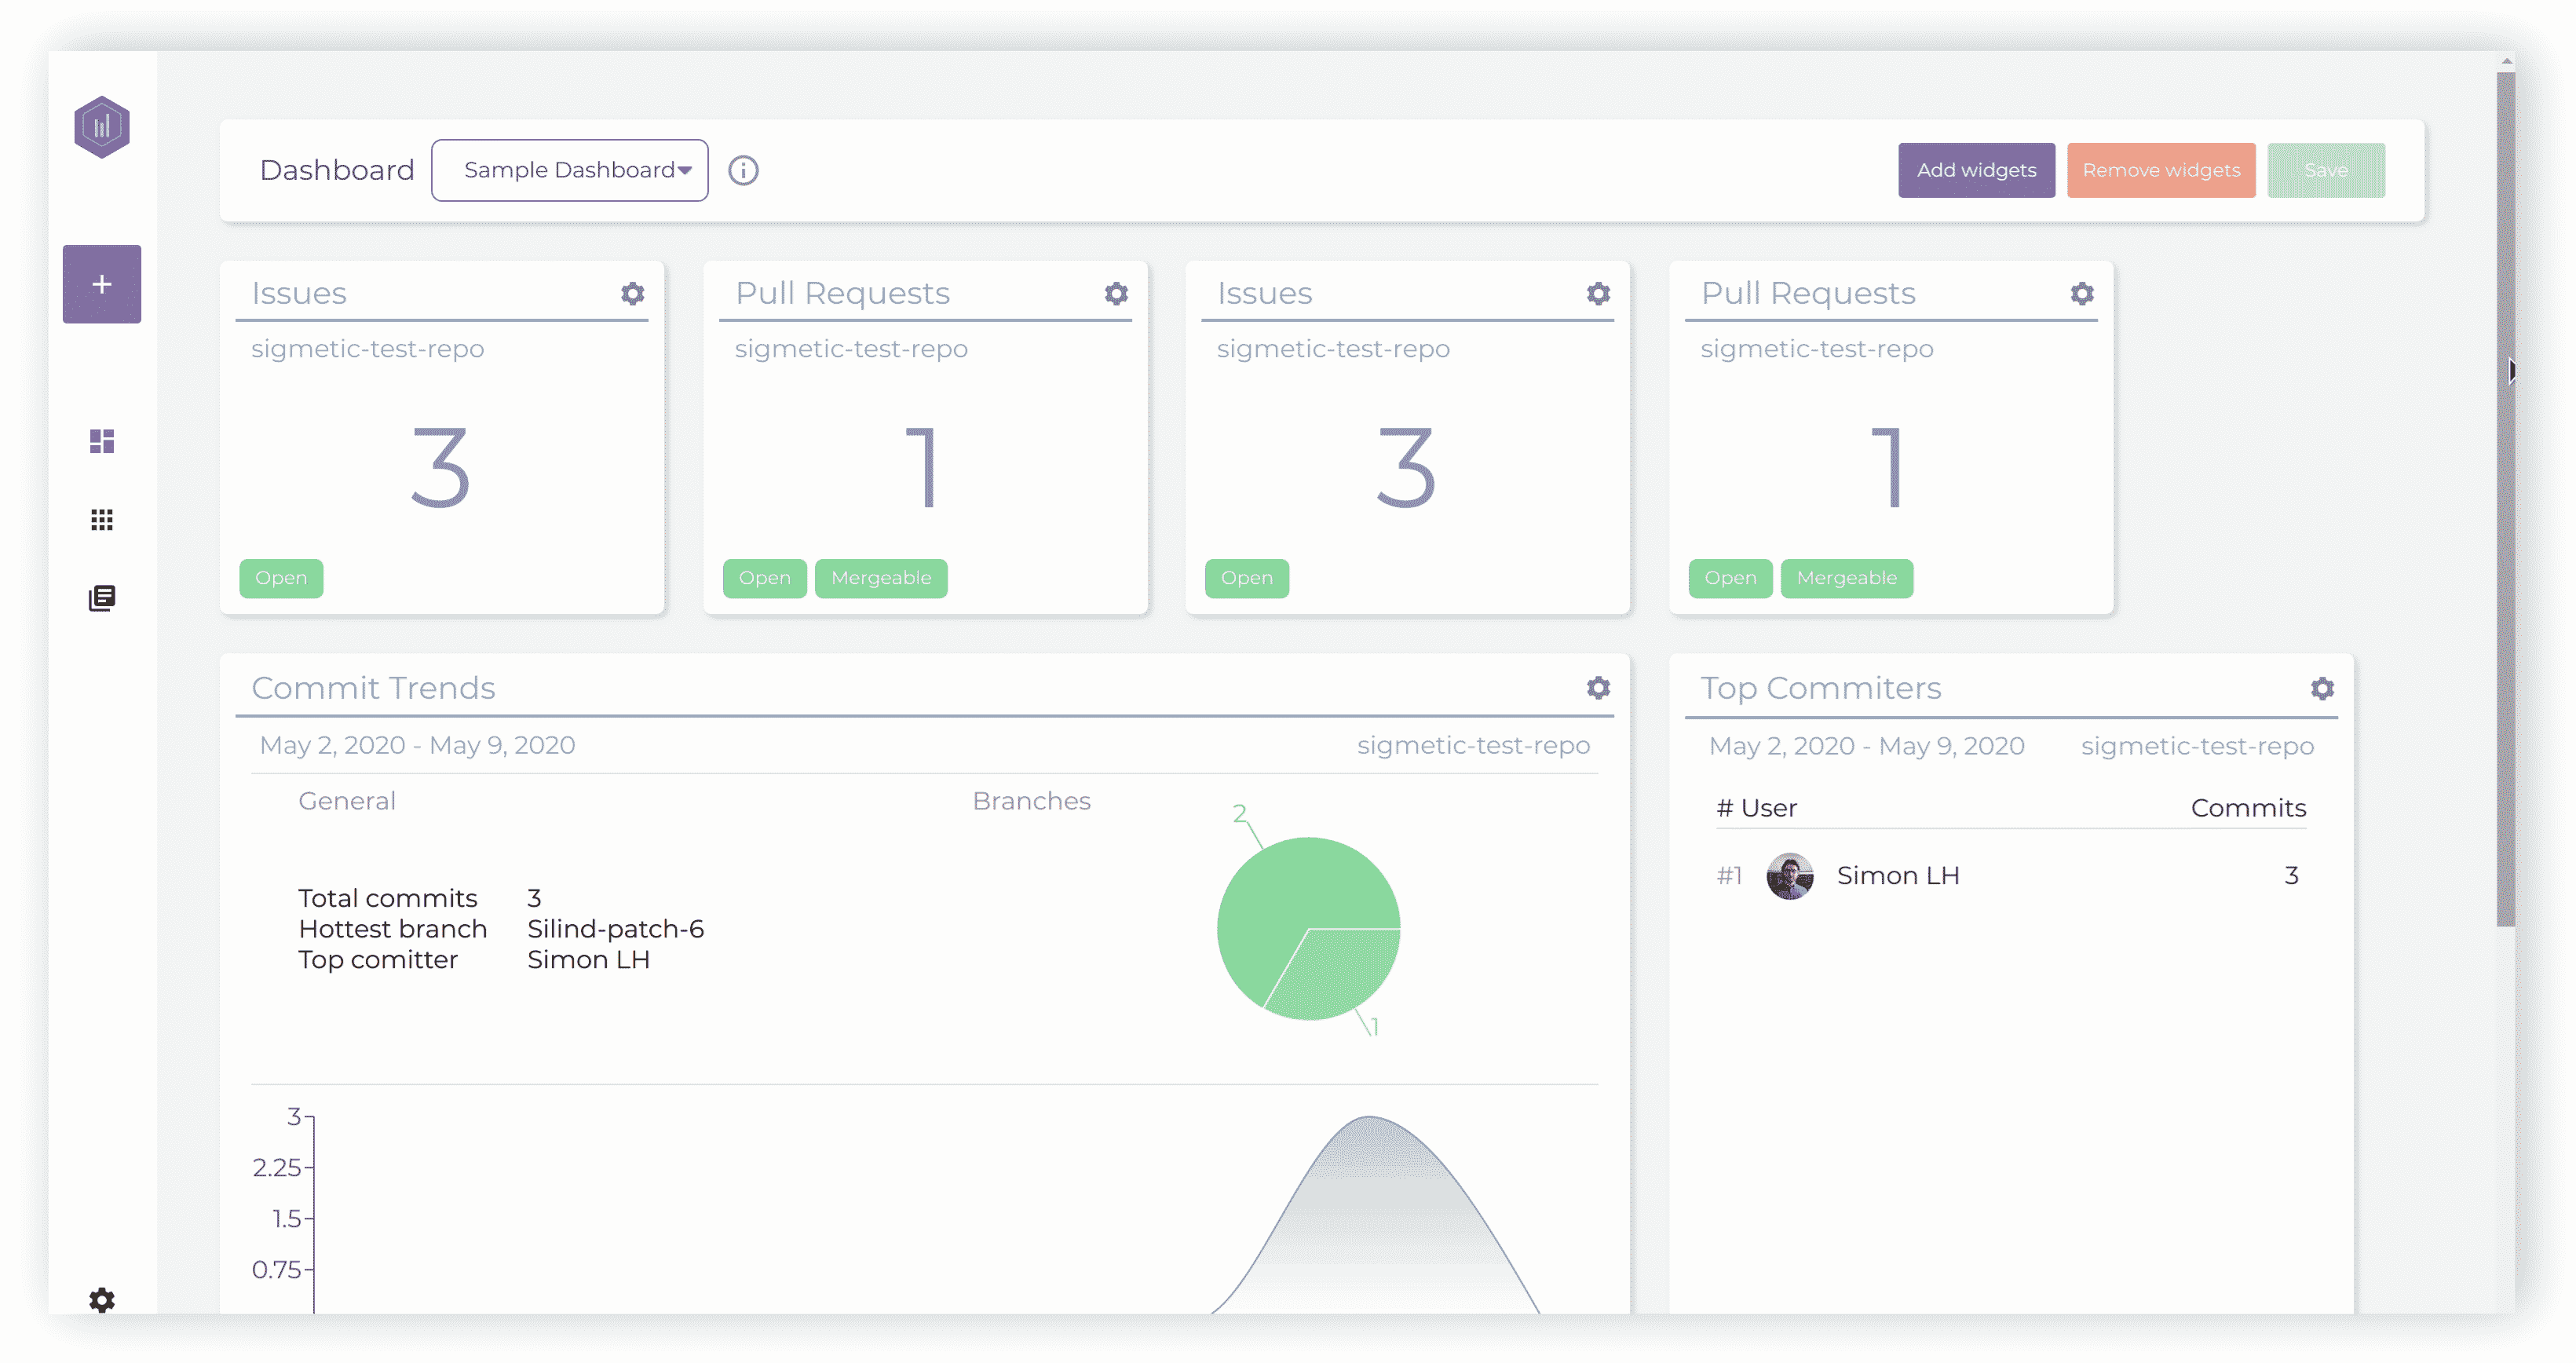 Dashboard Sample Dashboard Add widgets Remove widgets Save
Issues
sigmetic-test-repo
3
Open
Pull Requests
sigmetic-test-repo
1
Open Mergeable
Issues
sigmetic-test-repo
3
Open
Pull Requests
sigmetic-test-repo
1
Open Mergeable
Commit Trends
May 2, 2020 - May 9, 2020 sigmetic-test-repo
General
Total commits 3
Hottest branch Silind-patch-6
Top comitter Simon LH
Branches
2
1
3
2.25
1.5
0.75
Top Commiters
May 2, 2020 - May 9, 2020 sigmetic-test-repo
# User Commits
#1 Simon LH 3